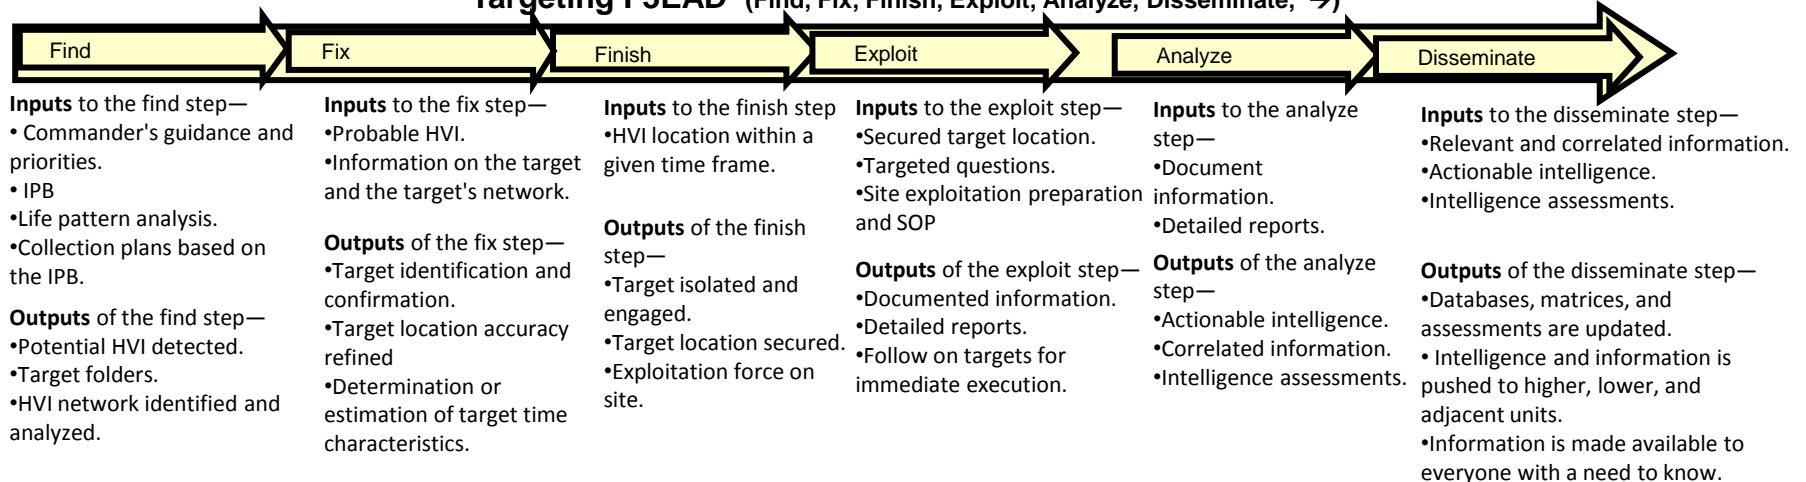 Targeting F3EAD (Find, Fix, Finish, Exploit, Analyze, Disseminate, →)
Find
Fix
Finish
Exploit
Analyze
Disseminate
Inputs to the find step—
• Commander's guidance and
priorities.
• IPB
•Life pattern analysis.
•Collection plans based on
the IPB.
Outputs of the find step—
•Potential HVI detected.
•Target folders.
•HVI network identified and
analyzed.
Inputs to the fix step—
•Probable HVI.
•Information on the target
and the target's network.
Outputs of the fix step—
•Target identification and
confirmation.
•Target location accuracy
refined
•Determination or
estimation of target time
characteristics.
Inputs to the finish step
•HVI location within a
given time frame.
Outputs of the finish
step—
•Target isolated and
engaged.
•Target location secured.
•Exploitation force on
site.
Inputs to the exploit step—
•Secured target location.
•Targeted questions.
•Site exploitation preparation
and SOP
Outputs of the exploit step—
•Documented information.
•Detailed reports.
•Follow on targets for
immediate execution.
Inputs to the analyze
step—
•Document
information.
•Detailed reports.
Outputs of the analyze
step—
•Actionable intelligence.
•Correlated information.
•Intelligence assessments.
Inputs to the disseminate step—
•Relevant and correlated information.
•Actionable intelligence.
•Intelligence assessments.
Outputs of the disseminate step—
•Databases, matrices, and
assessments are updated.
• Intelligence and information is
pushed to higher, lower, and
adjacent units.
•Information is made available to
everyone with a need to know.